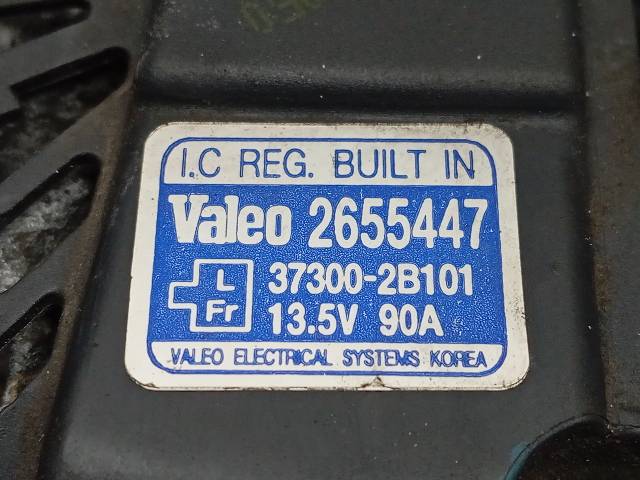 I.C REG. BUILT IN
Valeo 2655447
L
37300-2B101
Fr
13.5V 90A
VALEO ELECTRICAL SYSTEMS KOREA